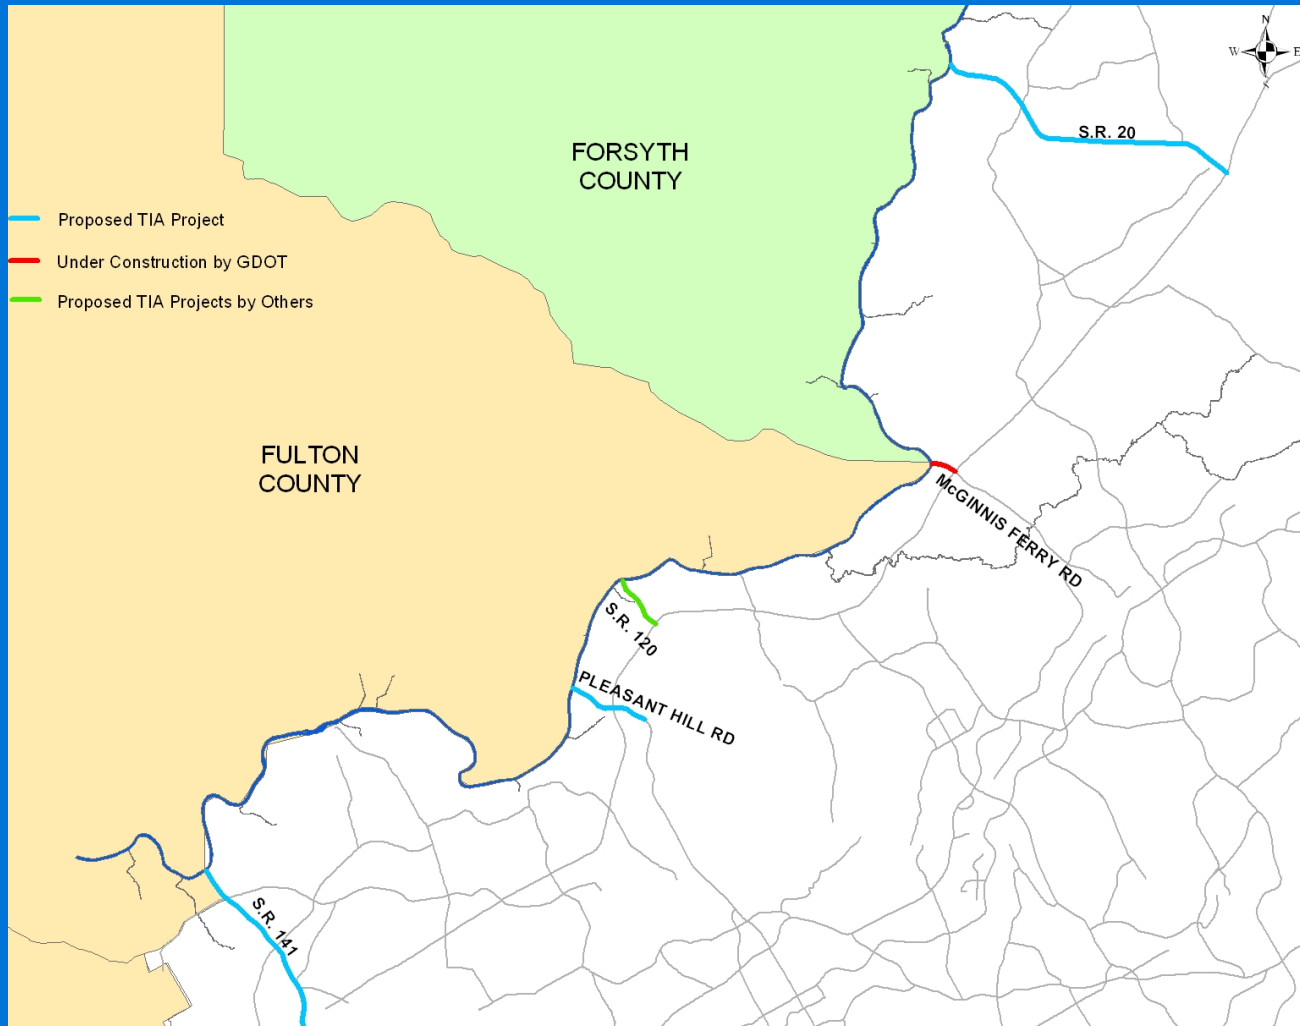 N
W E
S
S.R. 20
FORSYTH
COUNTY
Proposed TIA Project
Under Construction by GDOT
Proposed TIA Projects by Others
FULTON
COUNTY
McGINNIS FERRY RD
S.R. 120
PLEASANT HILL RD
S.R. 141